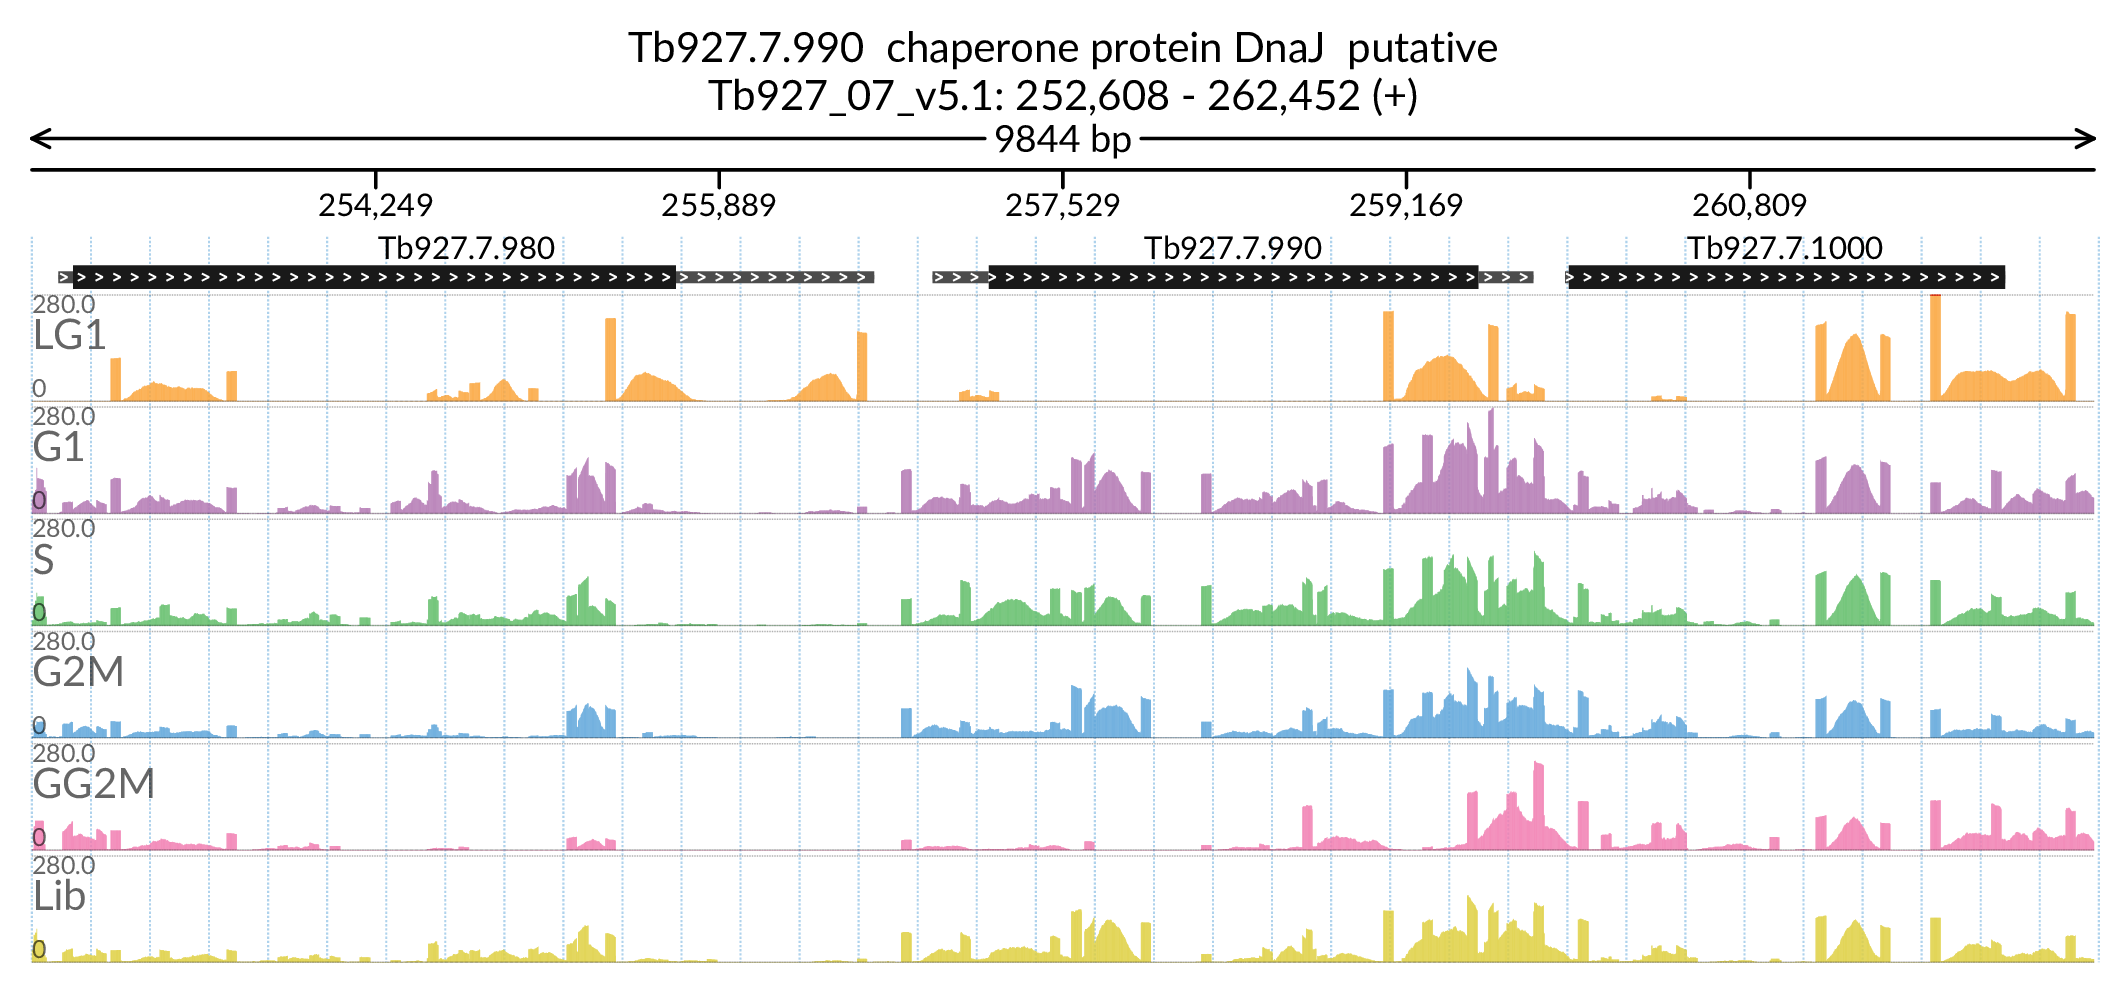 Tb927.7.990  chaperone protein DnaJ  putative
Tb927_07_v5.1: 252,608 - 262,452 (+)
9844 bp
254,249 255,889 257,529 259,169 260,809
Tb927.7.980 Tb927.7.990 Tb927.7.1000
280.0
LG1
0
280.0
G1
0
280.0
S
0
280.0
G2M
0
280.0
GG2M
0
280.0
Lib
0